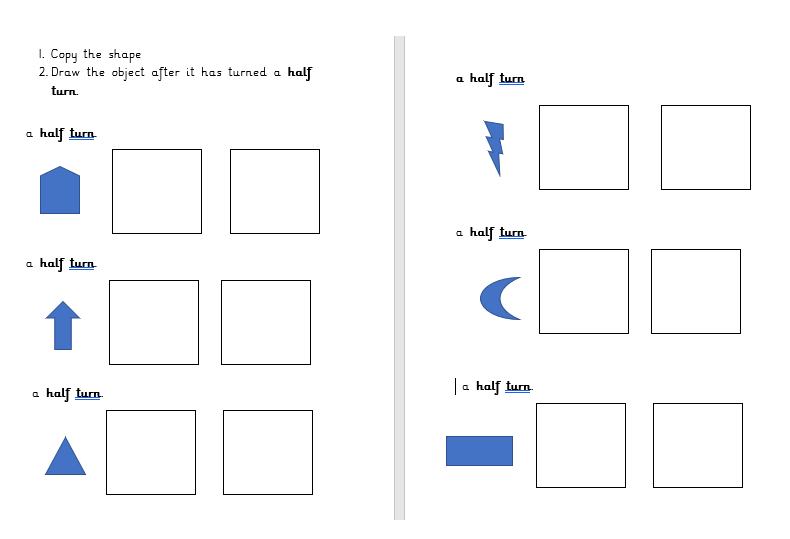 1. Copy the shape
2. Draw the object after it has turned a half
turn.
a half turn.
a half turn.
a half turn.
a half turn
a half turn.
a half turn.